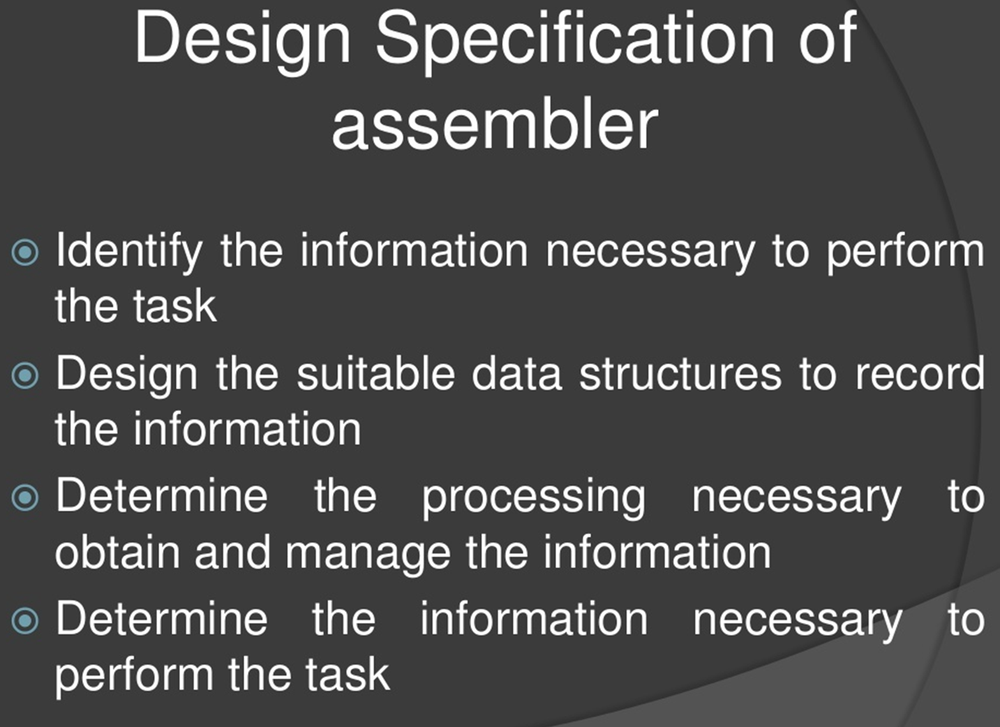 Design Specification of
assembler
Identify the information necessary to perform
the task
Design the suitable data structures to record
the information
Determine the processing necessary to
obtain and manage the information
Determine the information necessary to
perform the task